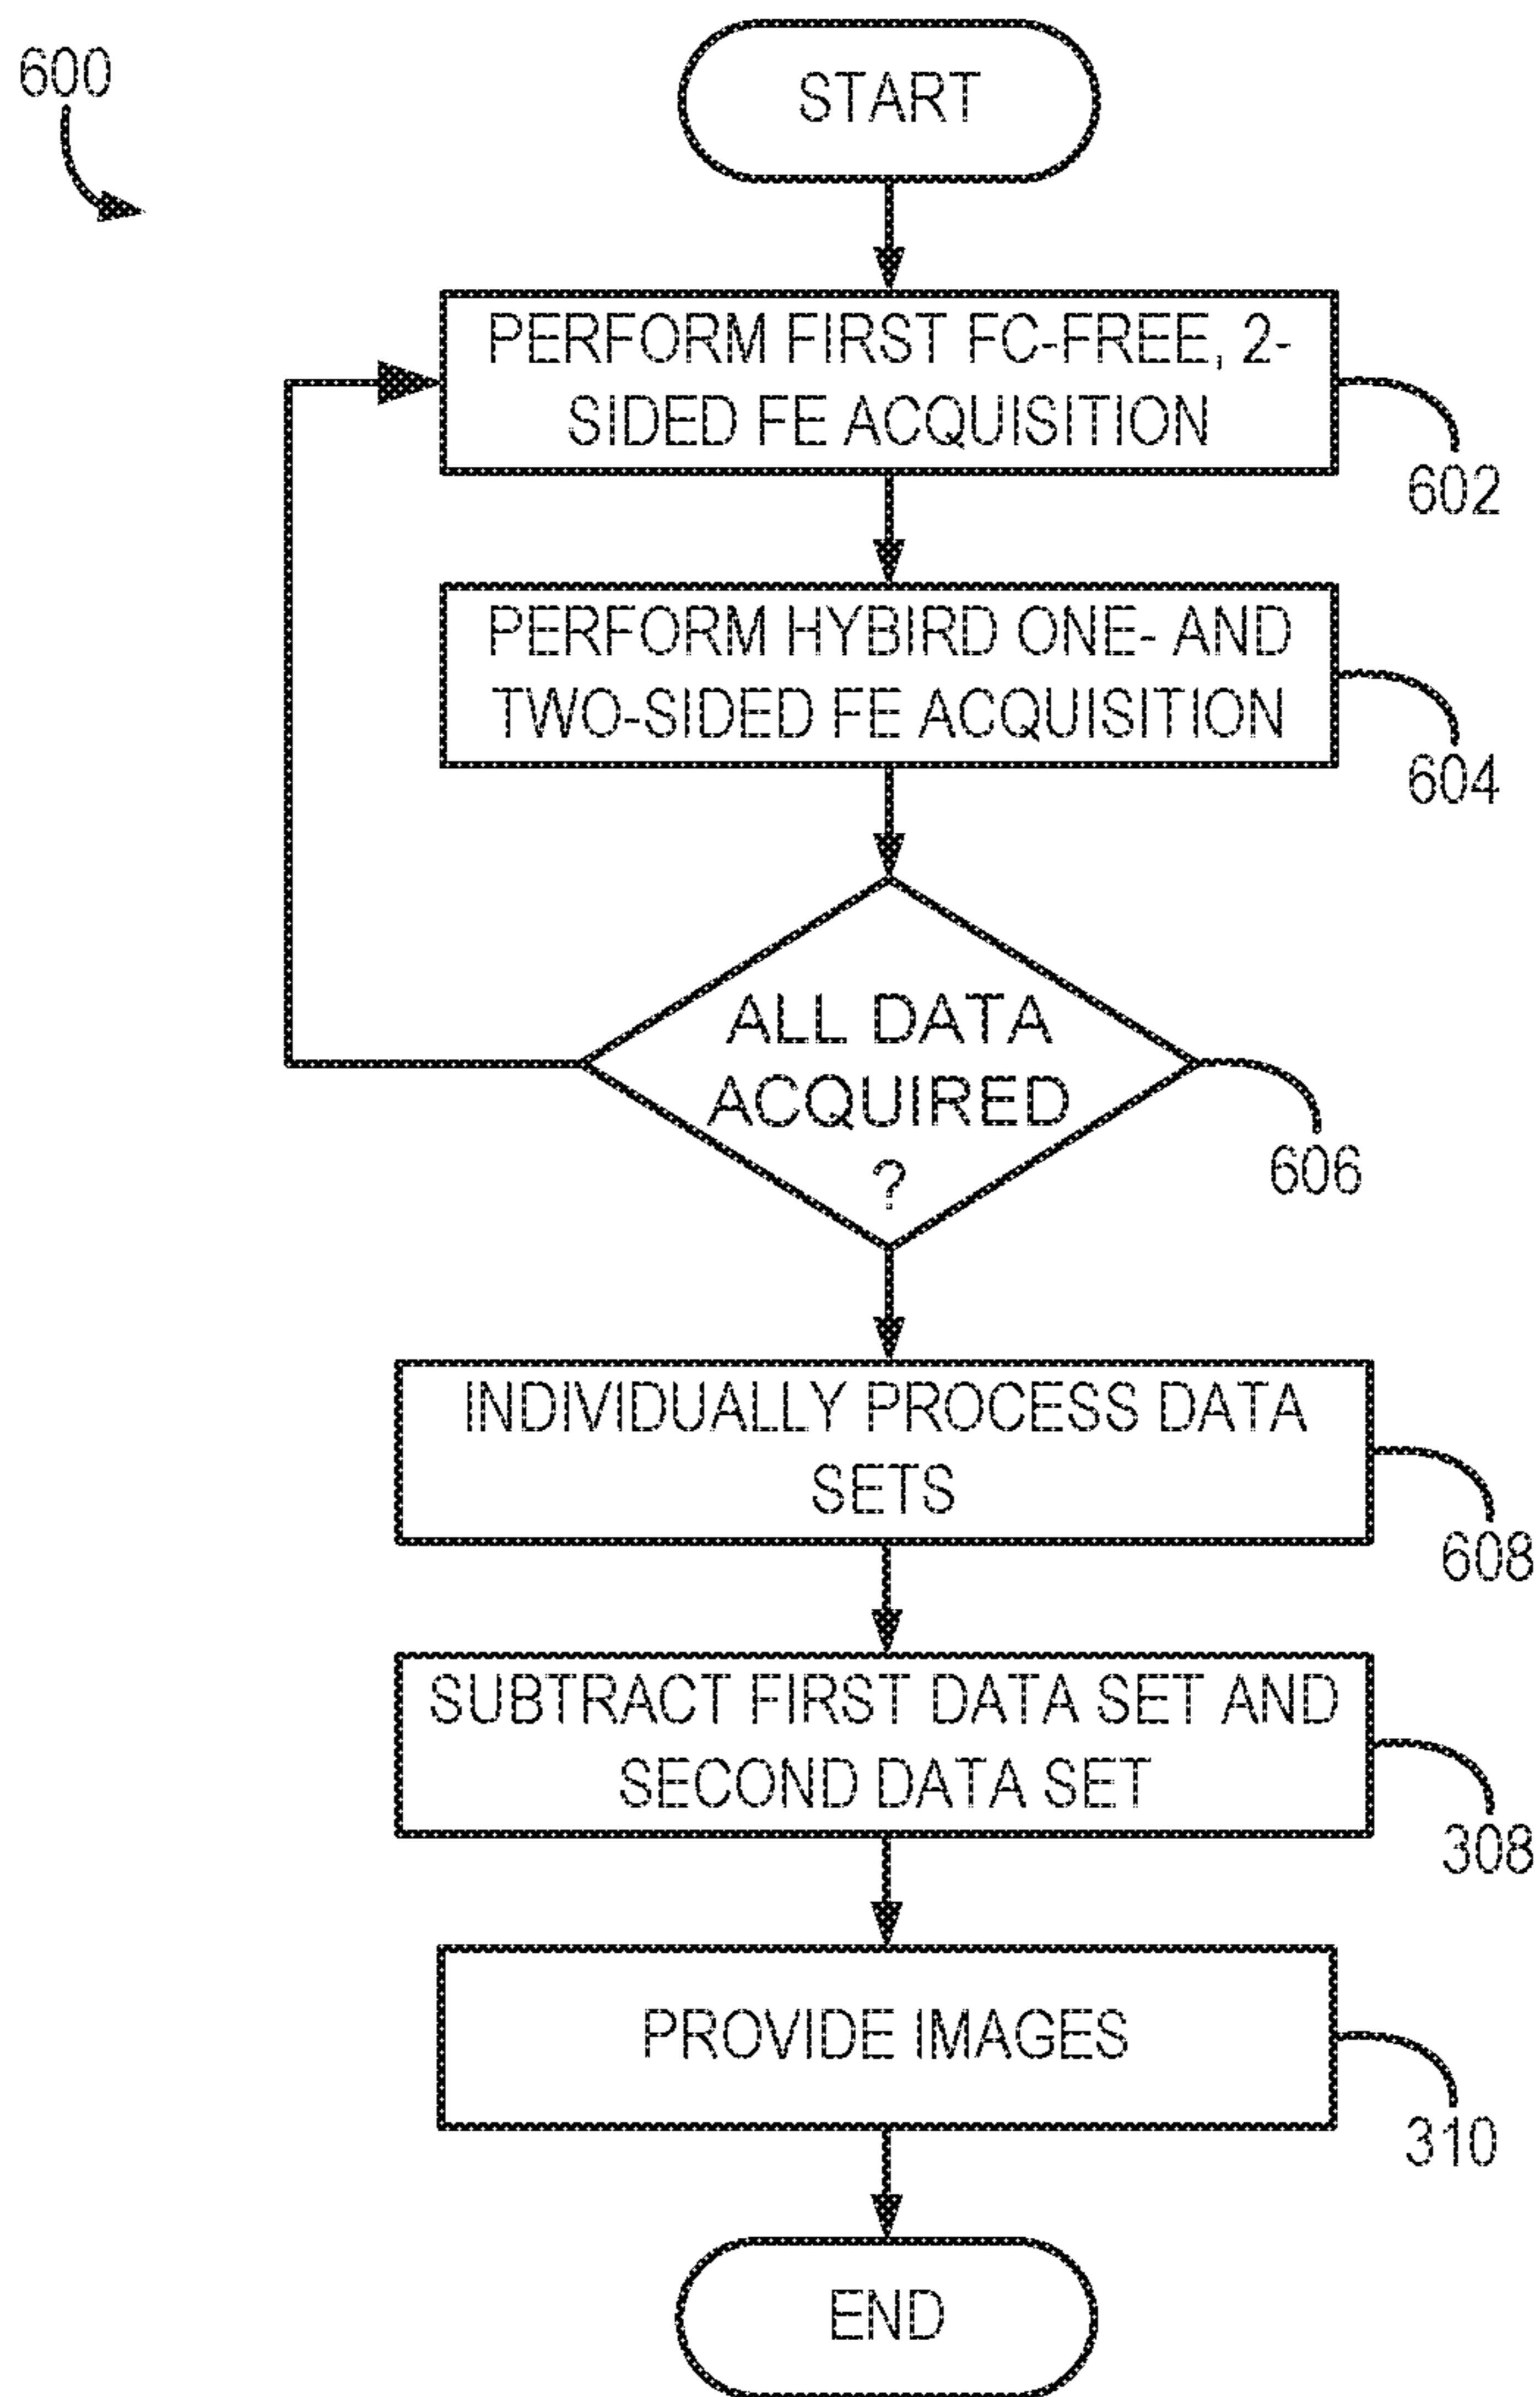 600
START
PERFORM FIRST FC-FREE, 2-
SIDED FE ACQUISITION
602
PERFORM HYBIRD ONE- AND
TWO-SIDED FE ACQUISITION
604
ALL DATA
ACQUIRED
?
606
INDIVIDUALLY PROCESS DATA
SETS
608
SUBTRACT FIRST DATA SET AND
SECOND DATA SET
308
PROVIDE IMAGES
310
END